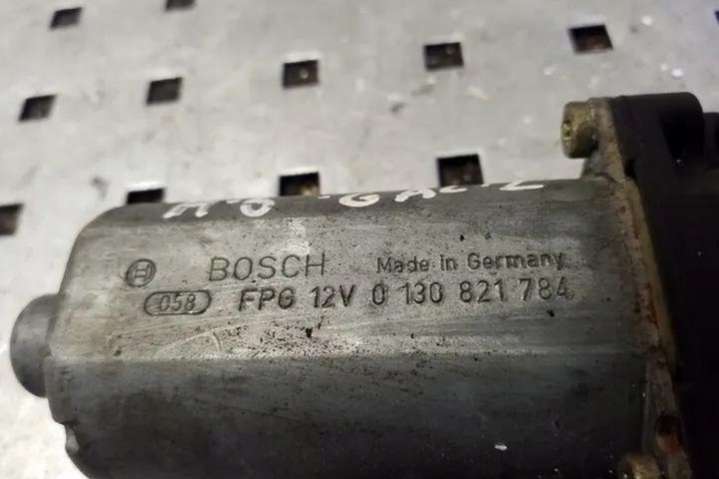 BOSCH Made in Germany
058 FPG 12V 0 130 821 784